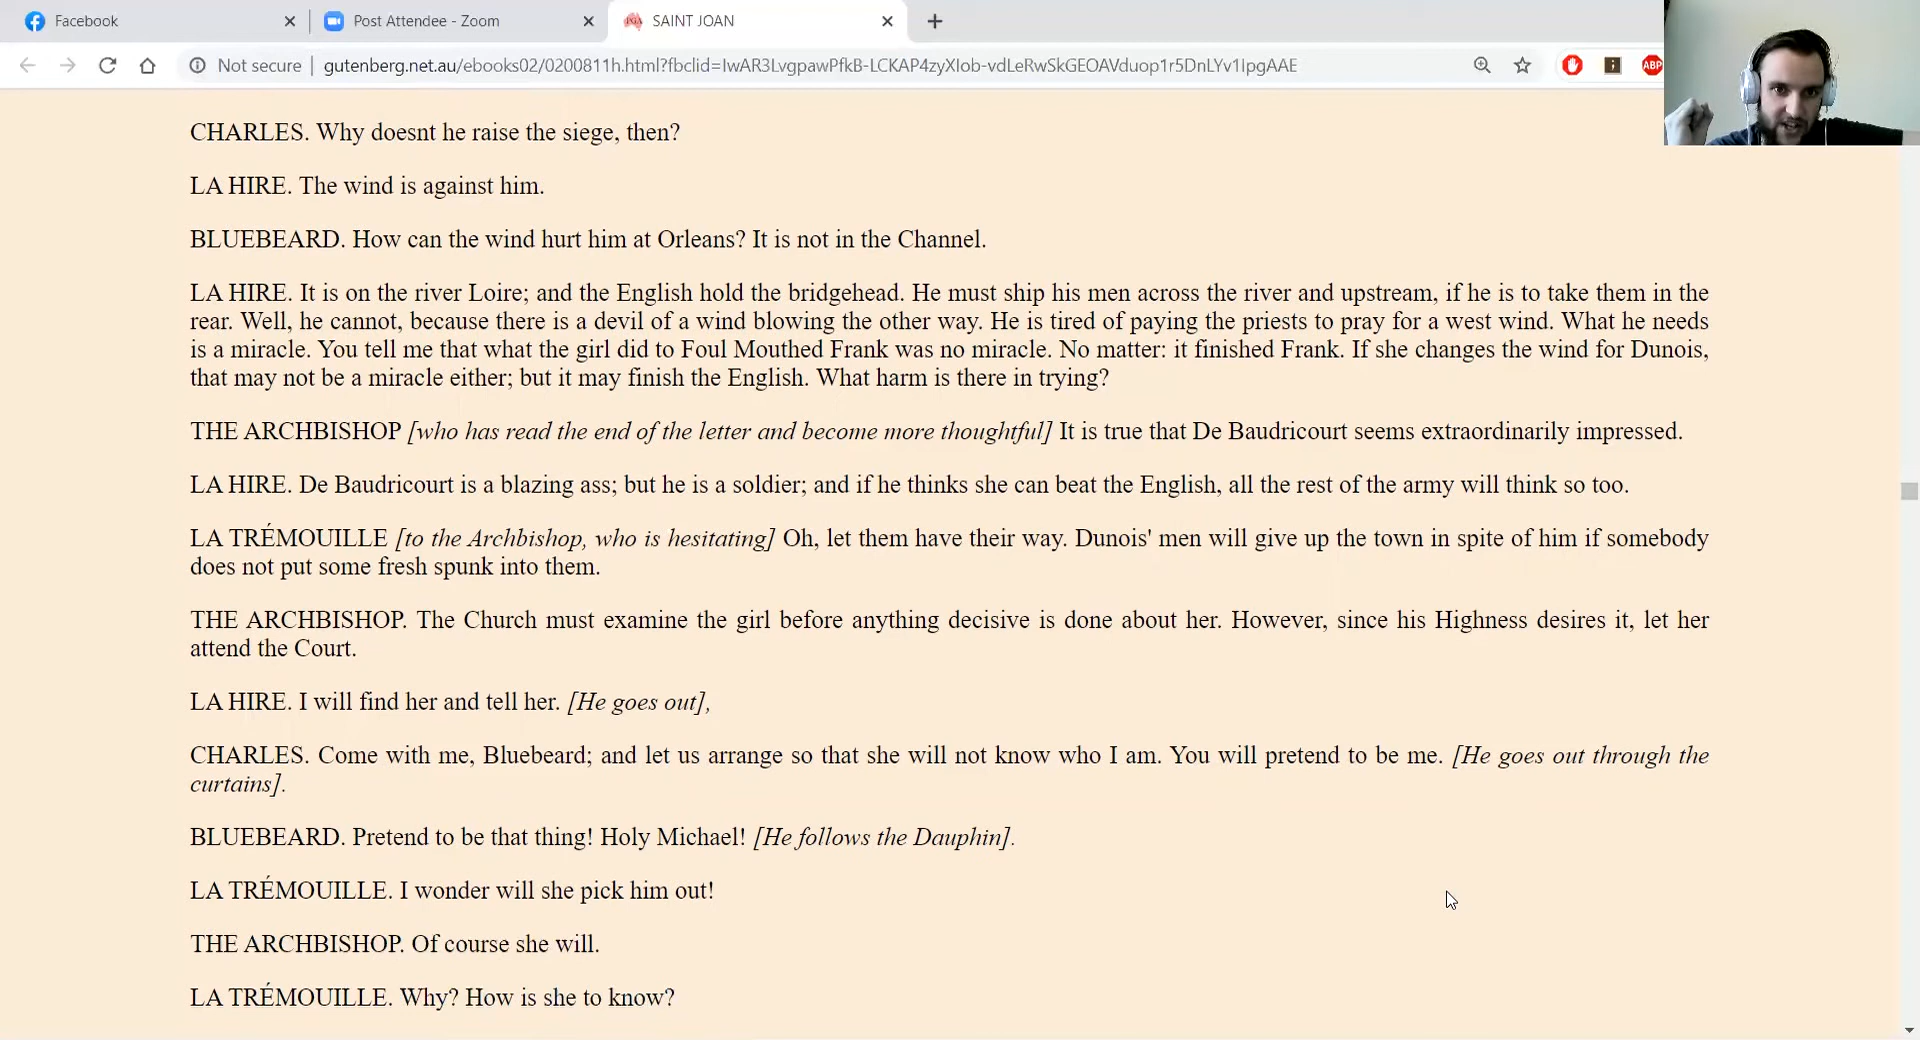 Facebook
Post Attendee - Zoom
SAINT JOAN
Not secure | gutenberg.net.au/ebooks02/0200811h.html?fbclid=IwAR3LvgpawPfkB-LCKAP4zyXIob-vdLeRwSkGEOAVduop1r5DnLYv1IpgAAE
ABP
CHARLES. Why doesnt he raise the siege, then?
LA HIRE. The wind is against him.
BLUEBEARD. How can the wind hurt him at Orleans? It is not in the Channel.
LA HIRE. It is on the river Loire; and the English hold the bridgehead. He must ship his men across the river and upstream, if he is to take them in the
rear. Well, he cannot, because there is a devil of a wind blowing the other way. He is tired of paying the priests to pray for a west wind. What he needs
is a miracle. You tell me that what the girl did to Foul Mouthed Frank was no miracle. No matter: it finished Frank. If she changes the wind for Dunois,
that may not be a miracle either; but it may finish the English. What harm is there in trying?
THE ARCHBISHOP [who has read the end of the letter and become more thoughtful] It is true that De Baudricourt seems extraordinarily impressed.
LA HIRE. De Baudricourt is a blazing ass; but he is a soldier; and if he thinks she can beat the English, all the rest of the army will think so too.
LA TRÉMOUILLE [to the Archbishop, who is hesitating] Oh, let them have their way. Dunois' men will give up the town in spite of him if somebody
does not put some fresh spunk into them.
THE ARCHBISHOP. The Church must examine the girl before anything decisive is done about her. However, since his Highness desires it, let her
attend the Court.
LA HIRE. I will find her and tell her. [He goes out],
CHARLES. Come with me, Bluebeard; and let us arrange so that she will not know who I am. You will pretend to be me. [He goes out through the
curtains].
BLUEBEARD. Pretend to be that thing! Holy Michael! [He follows the Dauphin].
LA TRÉMOUILLE. I wonder will she pick him out!
THE ARCHBISHOP. Of course she will.
LA TRÉMOUILLE. Why? How is she to know?